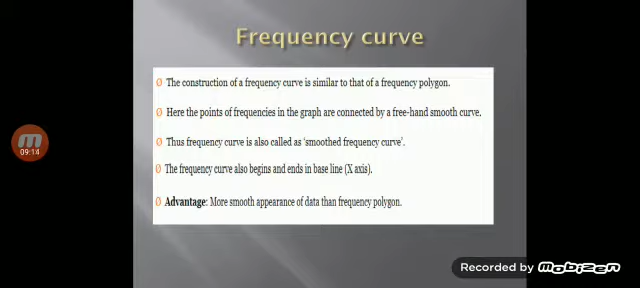 Frequency curve
The construction of a frequency curve is similar to that of a frequency polygon.
Here the points of frequencies in the graph are connected by a free-hand smooth curve.
Thus frequency curve is also called as 'smoothed frequency curve'.
The frequency curve also begins and ends in base line (X axis).
Advantage: More smooth appearance of data than frequency polygon.
09:14
Recorded by Mobizen